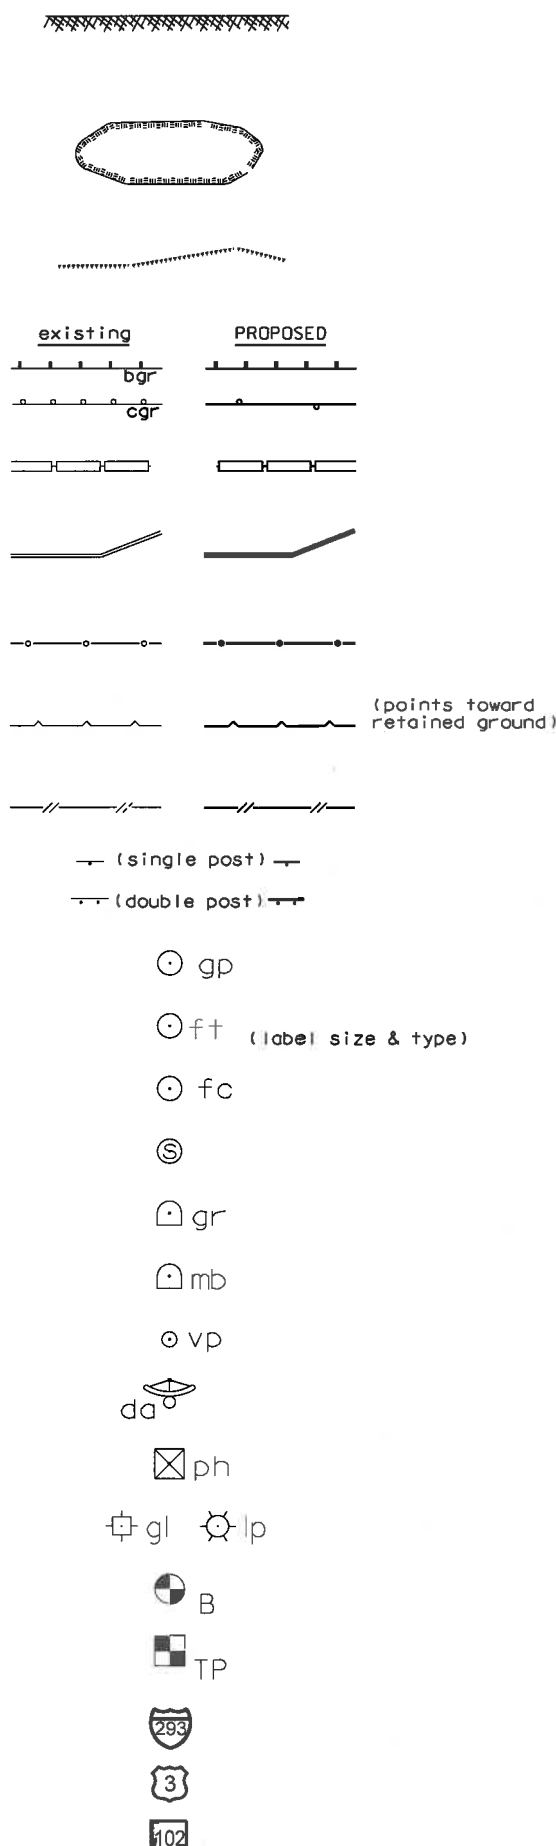 existing PROPOSED
bgr
cgr
(points toward
retained ground)
(single post)
(double post)
gp
ft (label size & type)
fc
S
gr
mb
vp
da
ph
gl lp
B
TP
293
3
102